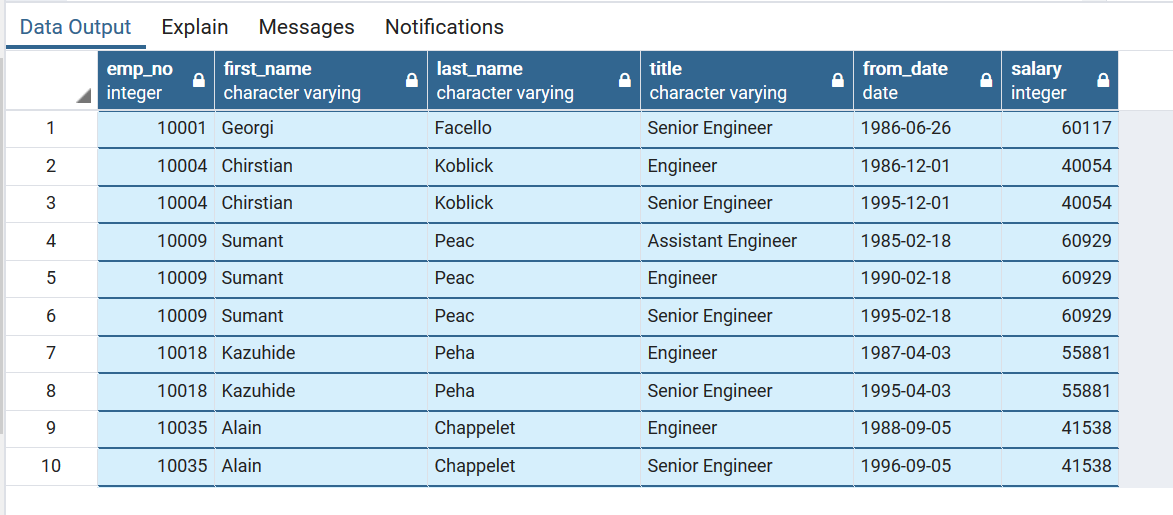 Data Output Explain Messages Notifications
emp_no first_name last_name title from_date salary
integer character varying character varying character varying date integer
1 10001 Georgi Facello Senior Engineer 1986-06-26 60117
2 10004 Chirstian Koblick Engineer 1986-12-01 40054
3 10004 Chirstian Koblick Senior Engineer 1995-12-01 40054
4 10009 Sumant Peac Assistant Engineer 1985-02-18 60929
5 10009 Sumant Peac Engineer 1990-02-18 60929
6 10009 Sumant Peac Senior Engineer 1995-02-18 60929
7 10018 Kazuhide Peha Engineer 1987-04-03 55881
8 10018 Kazuhide Peha Senior Engineer 1995-04-03 55881
9 10035 Alain Chappelet Engineer 1988-09-05 41538
10 10035 Alain Chappelet Senior Engineer 1996-09-05 41538